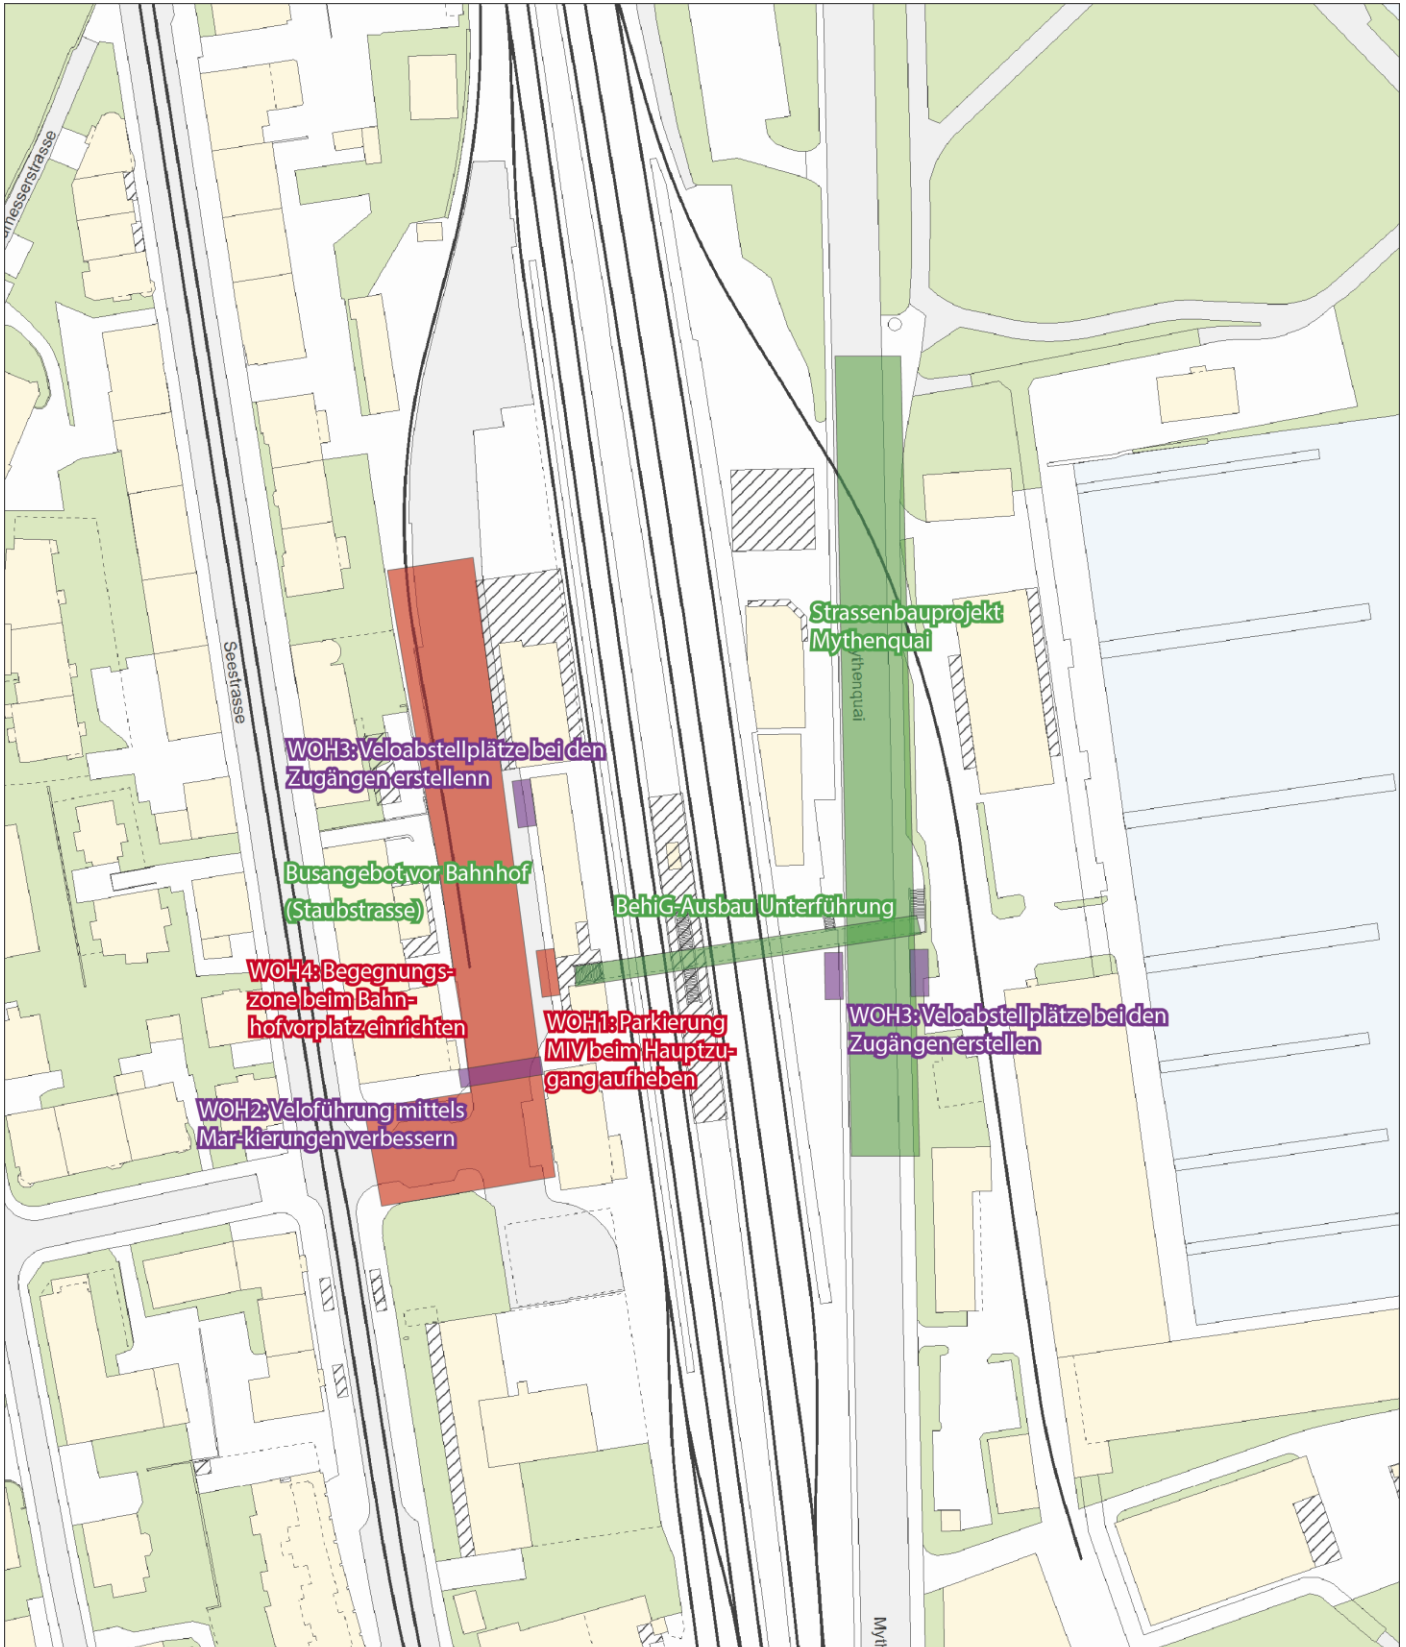 Seestrasse
Strassenbauprojekt
Mythenquai
ythenquai
WOH3: Veloabstellplätze bei den
Zugängen erstellenn
Busangebot vor Bahnhof
(Staubstrasse)
BehiG-Ausbau Unterführung
WOH4: Begegnungs-
zone beim Bahn-
hofvorplatz einrichten
WOH1: Parkierung
MIV beim Hauptzu-
gang aufheben
WOH3: Veloabstellplätze bei den
Zugängen erstellen
WOH2: Veloführung mittels
Mar-kierungen verbessern
Myth